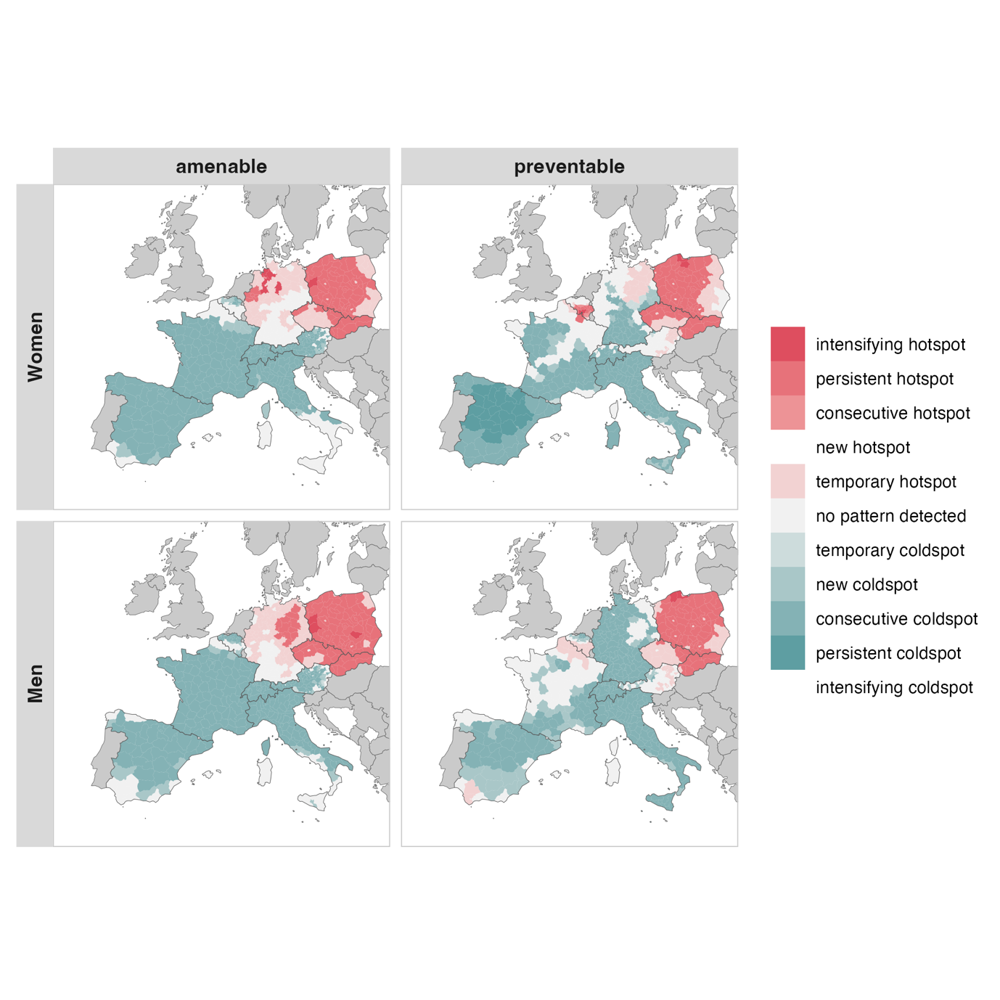 amenable
preventable
Women
Men
intensifying hotspot
persistent hotspot
consecutive hotspot
new hotspot
temporary hotspot
no pattern detected
temporary coldspot
new coldspot
consecutive coldspot
persistent coldspot
intensifying coldspot